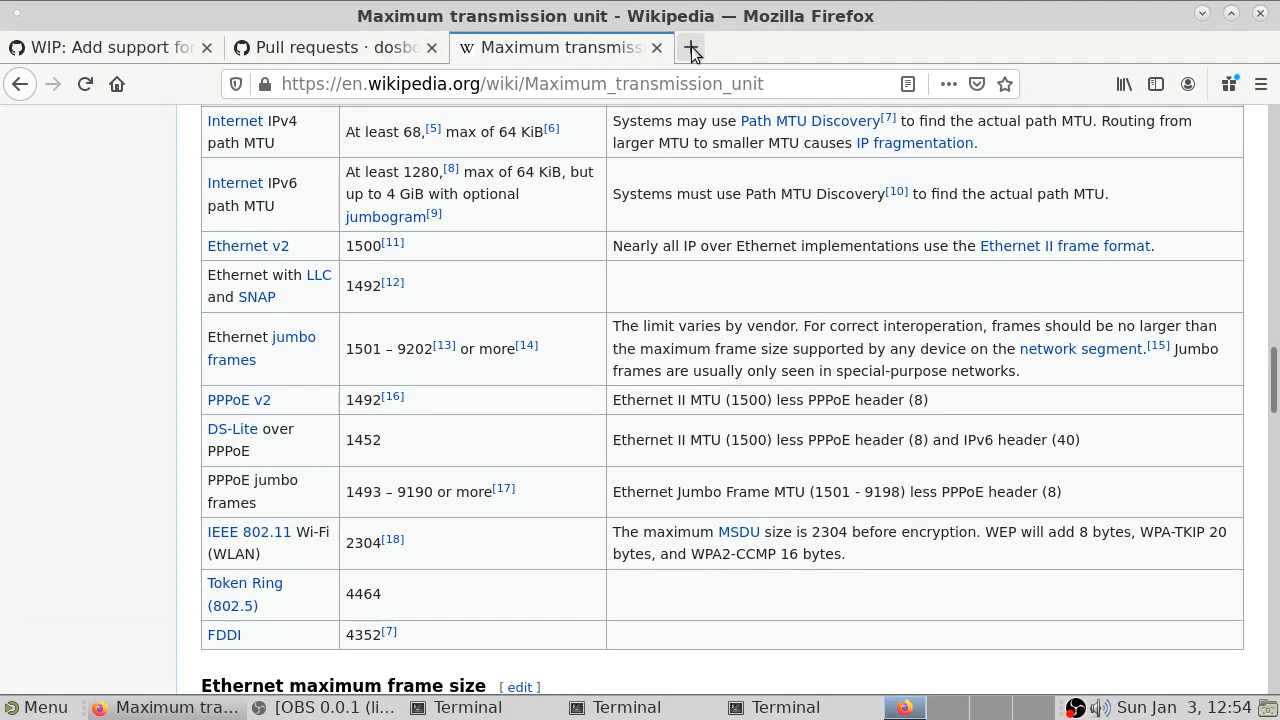 Maximum transmission unit - Wikipedia — Mozilla Firefox
WIP: Add support for
Pull requests · dosbo
W Maximum transmiss
https://en.wikipedia.org/wiki/Maximum_transmission_unit
Internet IPv4
path MTU
At least 68,[5] max of 64 KiB[6]
Systems may use Path MTU Discovery[7] to find the actual path MTU. Routing from
larger MTU to smaller MTU causes IP fragmentation.
Internet IPv6
path MTU
At least 1280,[8] max of 64 KiB, but
up to 4 GiB with optional
jumbogram[9]
Systems must use Path MTU Discovery[10] to find the actual path MTU.
Ethernet v2
1500[11]
Nearly all IP over Ethernet implementations use the Ethernet II frame format.
Ethernet with LLC
and SNAP
1492[12]
Ethernet jumbo
frames
1501 – 9202[13] or more[14]
The limit varies by vendor. For correct interoperation, frames should be no larger than
the maximum frame size supported by any device on the network segment.[15] Jumbo
frames are usually only seen in special-purpose networks.
PPPoE v2
1492[16]
Ethernet II MTU (1500) less PPPoE header (8)
DS-Lite over
PPPoE
1452
Ethernet II MTU (1500) less PPPoE header (8) and IPv6 header (40)
PPPoE jumbo
frames
1493 – 9190 or more[17]
Ethernet Jumbo Frame MTU (1501 - 9198) less PPPoE header (8)
IEEE 802.11 Wi-Fi
(WLAN)
2304[18]
The maximum MSDU size is 2304 before encryption. WEP will add 8 bytes, WPA-TKIP 20
bytes, and WPA2-CCMP 16 bytes.
Token Ring
(802.5)
4464
FDDI
4352[7]
Ethernet maximum frame size [ edit ]
Menu
Maximum tra...
[OBS 0.0.1 (li...
Terminal
Terminal
Terminal
Sun Jan 3, 12:54